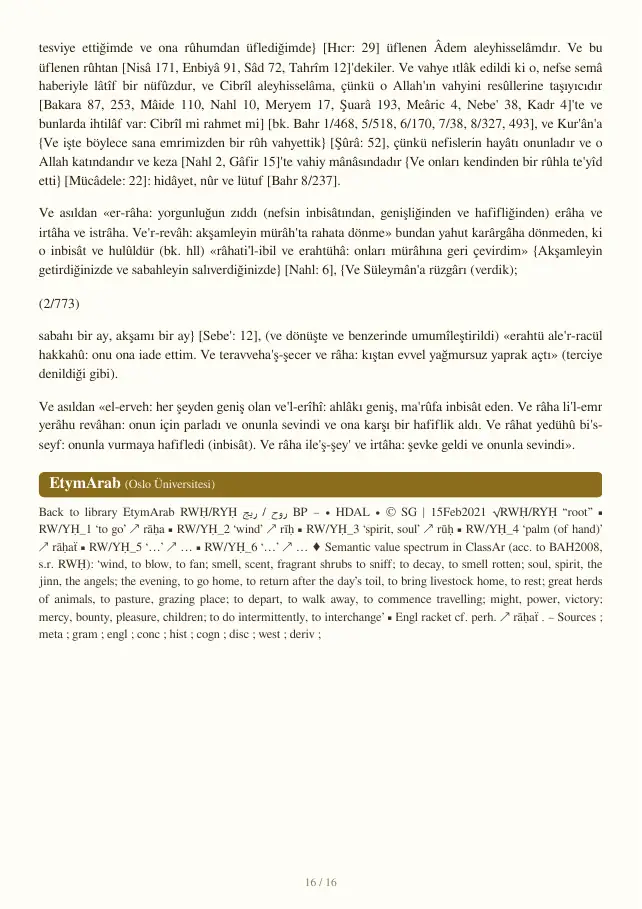 tesviye ettiğimde ve ona rûhumdan üflediğimde} [Hıcr: 29] üflenen Âdem aleyhisselâmdır. Ve bu
üflenen rûhtan [Nisâ 171, Enbiyâ 91, Sâd 72, Tahrîm 12]'dekiler. Ve vahye ıtlâk edildi ki o, nefse semâ
haberiyle lâtîf bir nüfûzdur, ve Cibrîl aleyhisselâma, çünkü o Allah'ın vahyini resûllerine taşıyıcıdır
[Bakara 87, 253, Mâide 110, Nahl 10, Meryem 17, Şuarâ 193, Meâric 4, Nebe' 38, Kadr 4]'te ve
bunlarda ihtilâf var: Cibrîl mi rahmet mi] [bk. Bahr 1/468, 5/518, 6/170, 7/38, 8/327, 493], ve Kur'ân'a
{Ve işte böylece sana emrimizden bir rûh vahyettik} [Şûrâ: 52], çünkü nefislerin hayâtı onunladır ve o
Allah katındandır ve keza [Nahl 2, Gâfir 15]'te vahiy mânâsındadır {Ve onları kendinden bir rûhla te'yîd
etti} [Mücâdele: 22]: hidâyet, nûr ve lütuf [Bahr 8/237].
Ve asıldan «er-râha: yorgunluğun zıddı (nefsin inbisâtından, genişliğinden ve hafifliğinden) erâha ve
irtâha ve istrâha. Ve'r-revâh: akşamleyin mürâh'ta rahata dönme» bundan yahut karârgâha dönmeden, ki
o inbisât ve hulûldür (bk. hll) «râhati'l-ibil ve erahtühâ: onları mürâhına geri çevirdim» {Akşamleyin
getirdiğinizde ve sabahleyin salıverdiğinizde} [Nahl: 6], {Ve Süleymân'a rüzgârı (verdik);
(2/773)
sabahı bir ay, akşamı bir ay} [Sebe': 12], (ve dönüşte ve benzerinde umumîleştirildi) «erahtü ale'r-racül
hakkahû: onu ona iade ettim. Ve teravveha'ş-şecer ve râha: kıştan evvel yağmursuz yaprak açtı» (terciye
denildiği gibi).
Ve asıldan «el-erveh: her şeyden geniş olan ve'l-erîhî: ahlâkı geniş, ma'rûfa inbisât eden. Ve râha li'l-emr
yerâhu revâhan: onun için parladı ve onunla sevindi ve ona karşı bir hafiflik aldı. Ve râhat yedühû bi's-
seyf: onunla vurmaya hafifledi (inbisât). Ve râha ile'ş-şey' ve irtâha: şevke geldi ve onunla sevindi».
EtymArab (Oslo Üniversitesi)
Back to library EtymArab RWḤ/RYḤ روح / ريح BP – • HDAL • © SG | 15Feb2021 √RWḤ/RYḤ “root” ▪
RW/YḤ_1 ‘to go’ ↗ rāḥa ▪ RW/YḤ_2 ‘wind’ ↗ rīḥ ▪ RW/YḤ_3 ‘spirit, soul’ ↗ rūḥ ▪ RW/YḤ_4 ‘palm (of hand)’
↗ rāḥaẗ ▪ RW/YḤ_5 ‘…’ ↗ … ▪ RW/YḤ_6 ‘…’ ↗ … ♦ Semantic value spectrum in ClassAr (acc. to BAH2008,
s.r. RWḤ): ‘wind, to blow, to fan; smell, scent, fragrant shrubs to sniff; to decay, to smell rotten; soul, spirit, the
jinn, the angels; the evening, to go home, to return after the day’s toil, to bring livestock home, to rest; great herds
of animals, to pasture, grazing place; to depart, to walk away, to commence travelling; might, power, victory;
mercy, bounty, pleasure, children; to do intermittently, to interchange’ ▪ Engl racket cf. perh. ↗ rāḥaẗ . – Sources ;
meta ; gram ; engl ; conc ; hist ; cogn ; disc ; west ; deriv ;
16 / 16